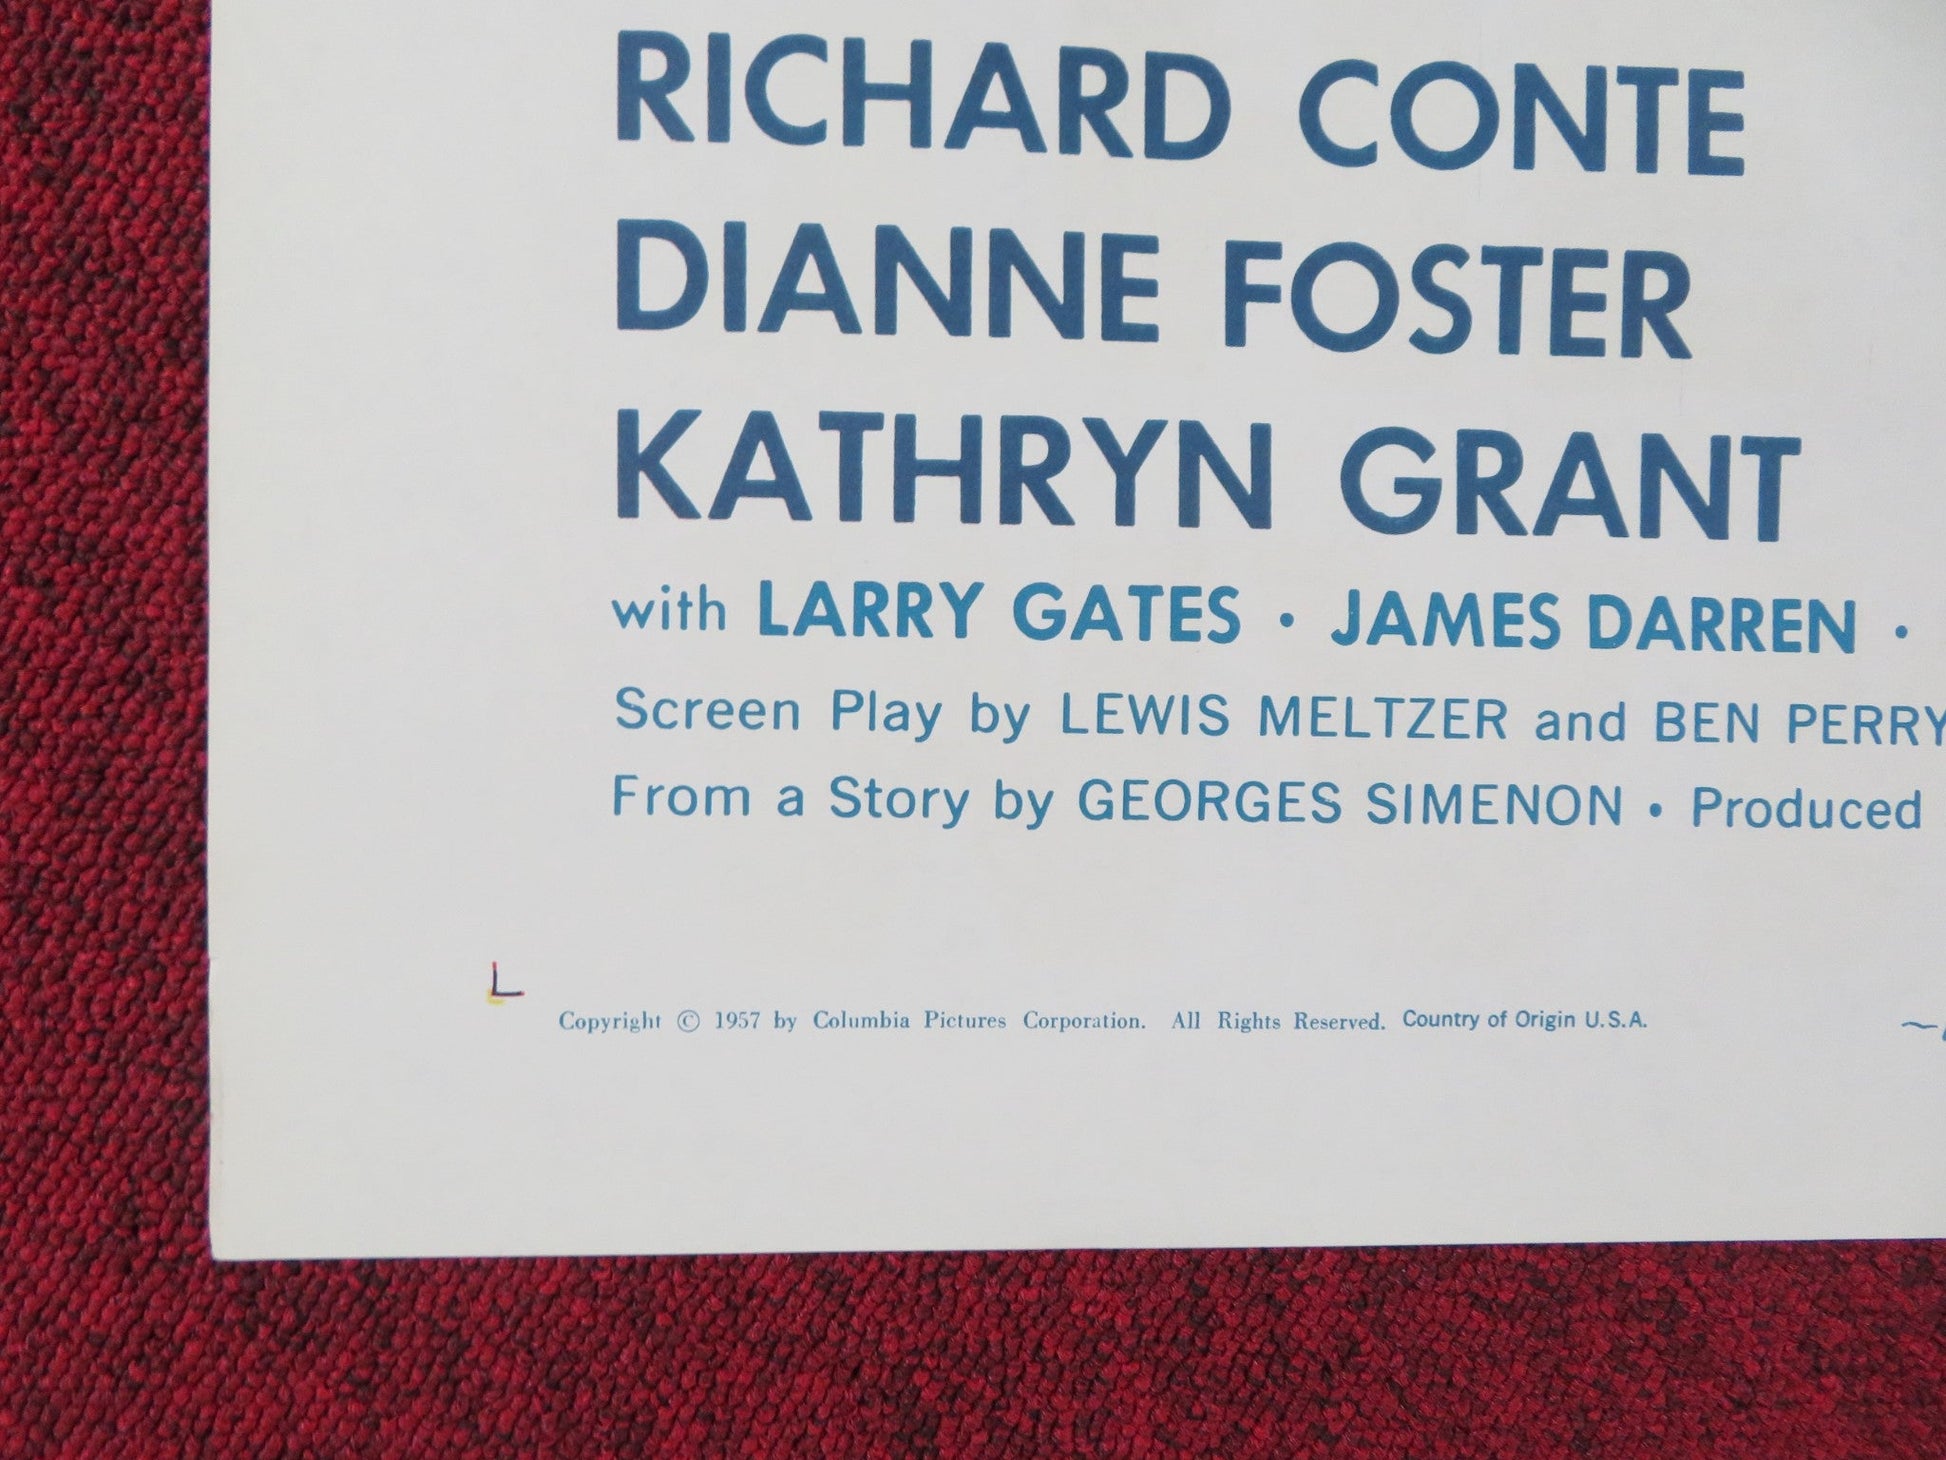 RICHARD CONTE
DIANNE FOSTER
KATHRYN GRANT
with LARRY GATES · JAMES DARREN ·
Screen Play by LEWIS MELTZER and BEN PERRY
From a Story by GEORGES SIMENON • Produced
Copyright © 1957 by Columbia Pictures Corporation. All Rights Reserved. Country of Origin U.S.A.